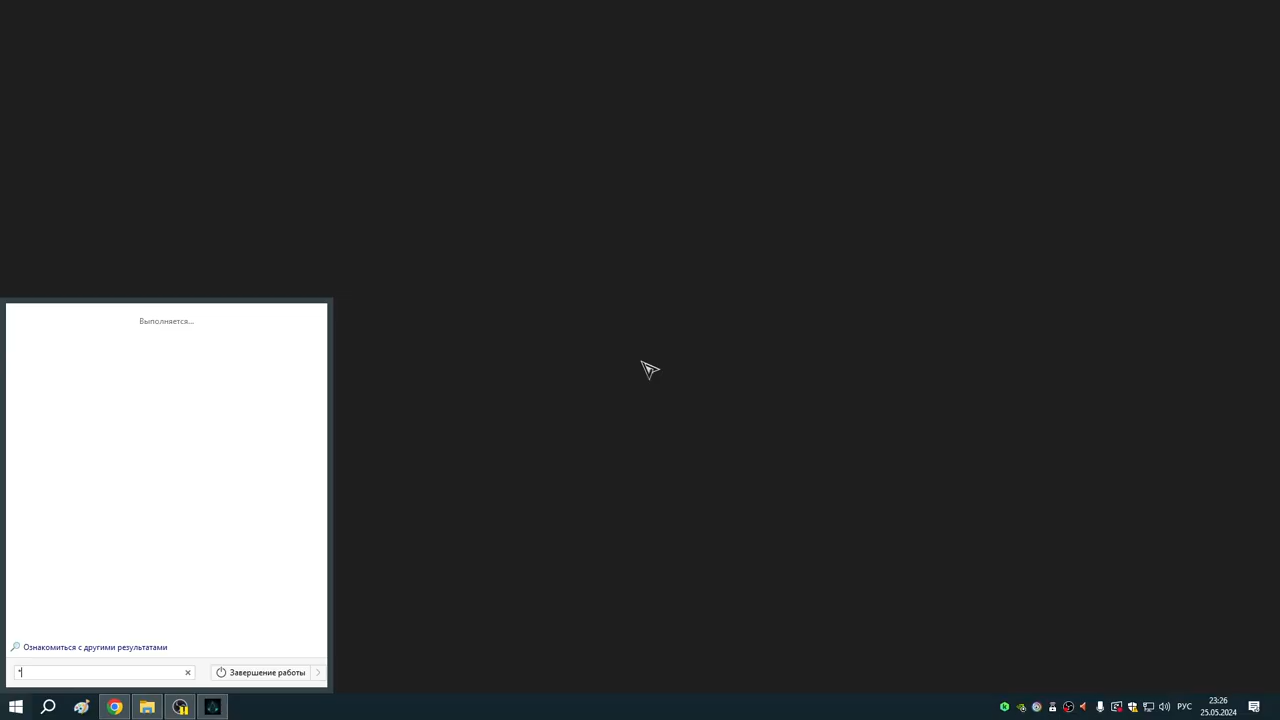 Выполняется...
Ознакомиться с другими результатами
*
Завершение работы
РУС
23:26
25.05.2024